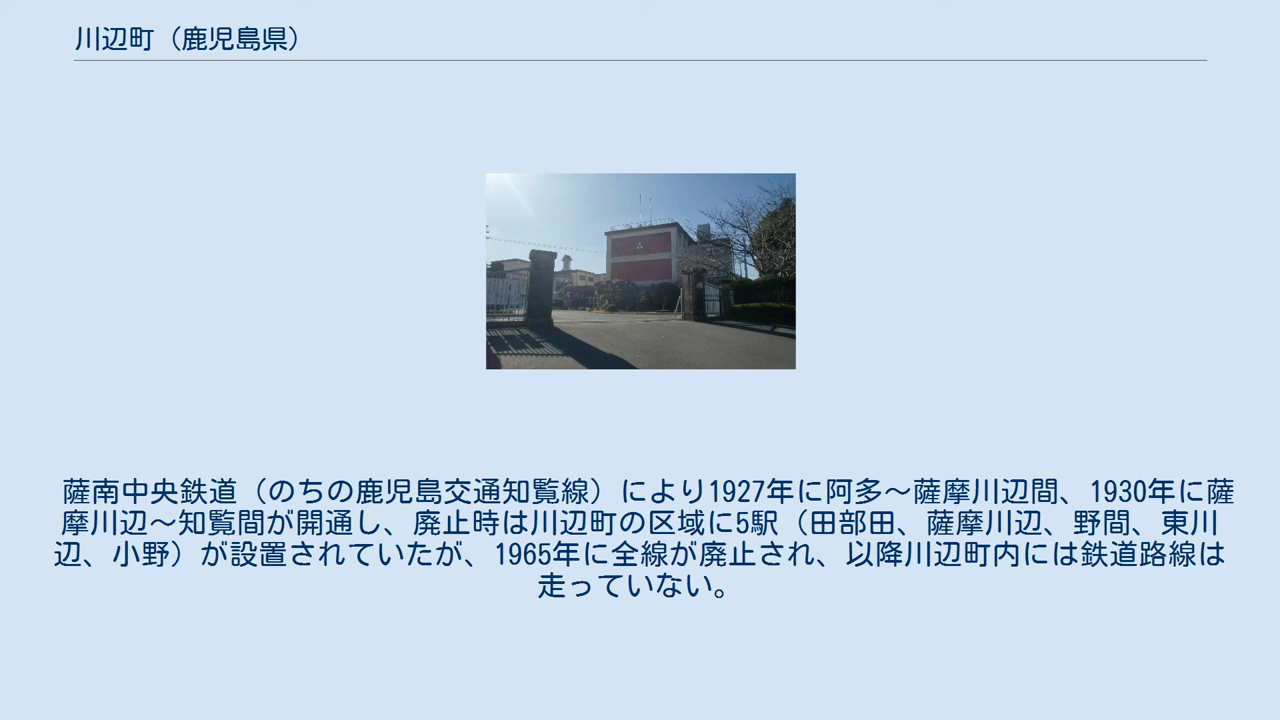 川辺町（鹿児島県）
薩南中央鉄道（のちの鹿児島交通知覧線）により1927年に阿多～薩摩川辺間、1930年に薩
摩川辺～知覧間が開通し、廃止時は川辺町の区域に5駅（田部田、薩摩川辺、野間、東川
辺、小野）が設置されていたが、1965年に全線が廃止され、以降川辺町内には鉄道路線は
走っていない。